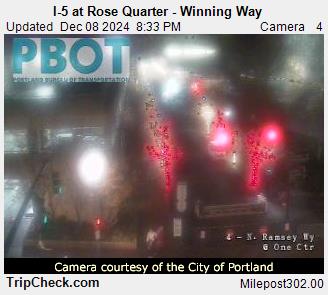 I-5 at Rose Quarter - Winning Way
Updated Dec 08 2024 8:33 PM Camera 4
PBOT
PORTLAND BUREAU OF TRANSPORTATION
4 - N. Ramsey Wy
@ One Ctr
Camera courtesy of the City of Portland
TripCheck.com Milepost302.00